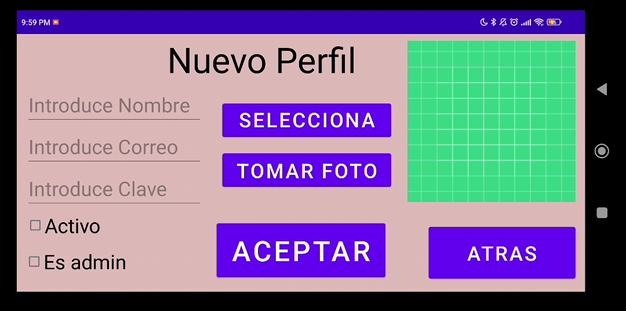 9:59 PM
Nuevo Perfil
Introduce Nombre
Introduce Correo
Introduce Clave
Activo
Es admin
SELECCIONA
TOMAR FOTO
ACEPTAR
ATRAS